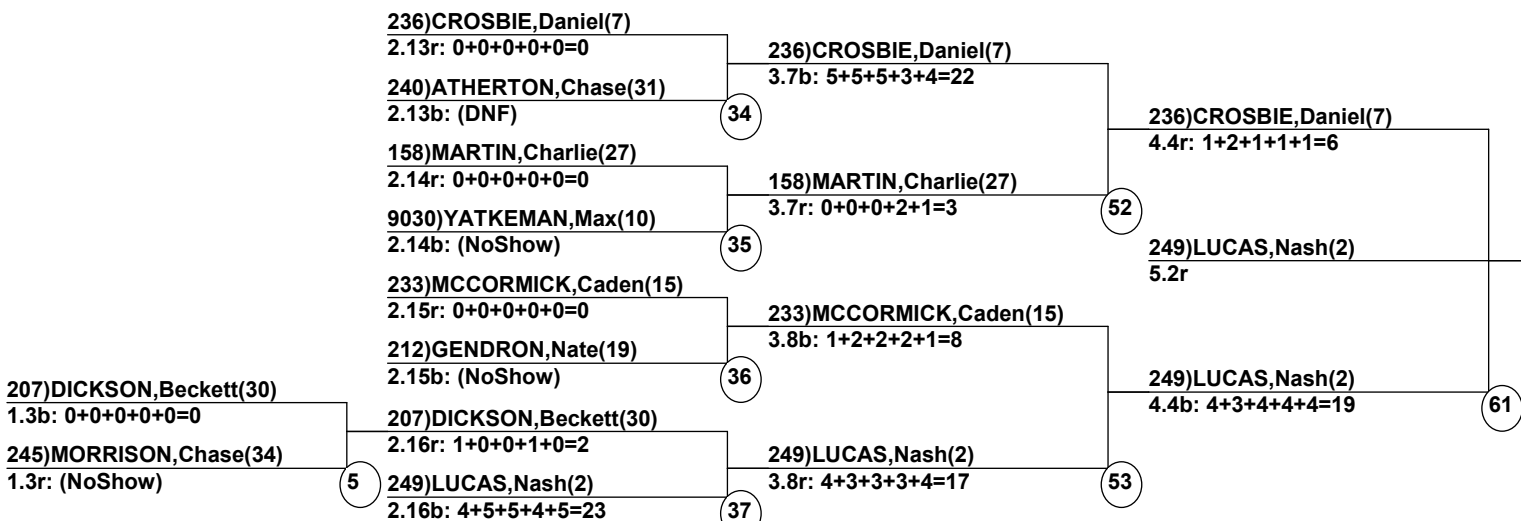 207)DICKSON,Beckett(30)
1.3b: 0+0+0+0+0=0
245)MORRISON,Chase(34)
1.3r: (NoShow)
5
236)CROSBIE,Daniel(7)
2.13r: 0+0+0+0+0=0
240)ATHERTON,Chase(31)
2.13b: (DNF)
34
158)MARTIN,Charlie(27)
2.14r: 0+0+0+0+0=0
9030)YATKEMAN,Max(10)
2.14b: (NoShow)
35
233)MCCORMICK,Caden(15)
2.15r: 0+0+0+0+0=0
212)GENDRON,Nate(19)
2.15b: (NoShow)
36
207)DICKSON,Beckett(30)
2.16r: 1+0+0+1+0=2
249)LUCAS,Nash(2)
2.16b: 4+5+5+4+5=23
37
236)CROSBIE,Daniel(7)
3.7b: 5+5+5+3+4=22
158)MARTIN,Charlie(27)
3.7r: 0+0+0+2+1=3
52
233)MCCORMICK,Caden(15)
3.8b: 1+2+2+2+1=8
249)LUCAS,Nash(2)
3.8r: 4+3+3+3+4=17
53
236)CROSBIE,Daniel(7)
4.4r: 1+2+1+1+1=6
249)LUCAS,Nash(2)
4.4b: 4+3+4+4+4=19
61
249)LUCAS,Nash(2)
5.2r